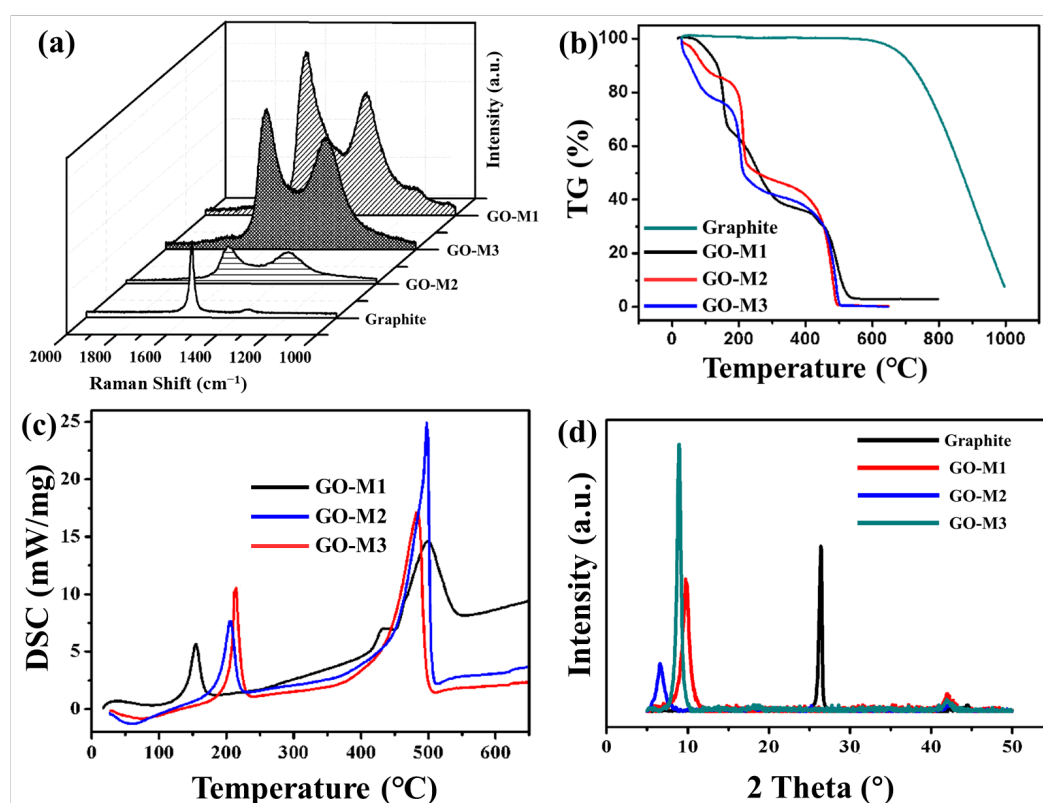 (a)
Intensity (a.u.)
GO-M1
GO-M3
GO-M2
Graphite
2000 1800 1600 1400 1200 1000
Raman Shift (cm⁻¹)
(b)
100
80
60
40
20
0
TG (%)
Graphite
GO-M1
GO-M2
GO-M3
0 200 400 600 800 1000
Temperature (°C)
(c)
25
20
15
10
5
0
DSC (mW/mg)
GO-M1
GO-M2
GO-M3
0 100 200 300 400 500 600
Temperature (°C)
(d)
Intensity (a.u.)
Graphite
GO-M1
GO-M2
GO-M3
0 10 20 30 40 50
2 Theta (°)